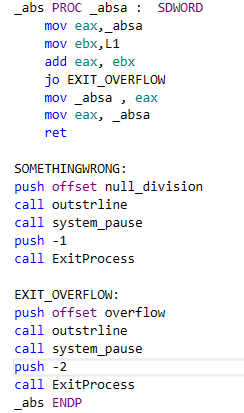 _abs PROC _absa :  SDWORD
    mov eax,_absa
    mov ebx,L1
    add eax, ebx
    jo EXIT_OVERFLOW
    mov _absa , eax
    mov eax, _absa
    ret

SOMETHINGWRONG:
push offset null_division
call outstrline
call system_pause
push -1
call ExitProcess

EXIT_OVERFLOW:
push offset overflow
call outstrline
call system_pause
push -2
call ExitProcess
_abs ENDP